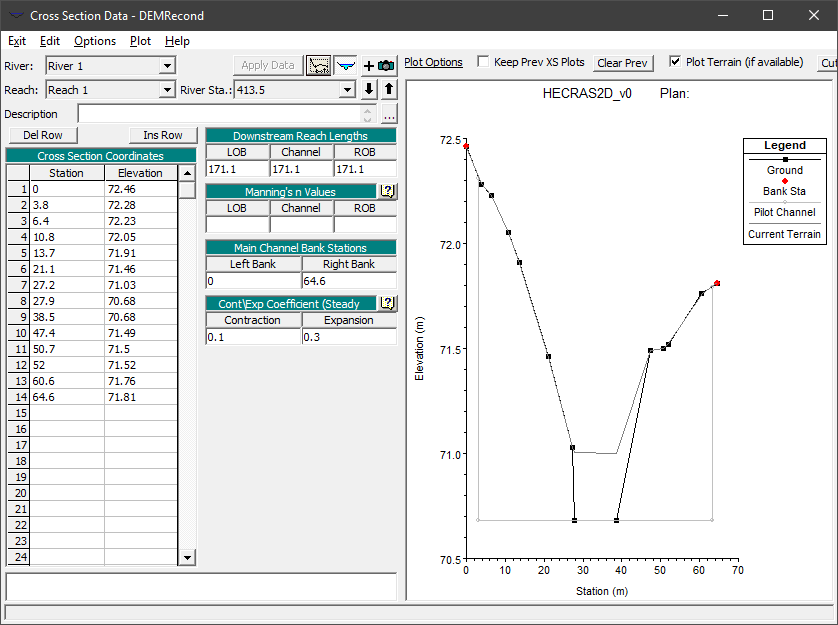 Cross Section Data - DEMRecond
Exit Edit Options Plot Help
River: River 1 Apply Data
Reach: Reach 1 River Sta.: 413.5
Description ...
Del Row Ins Row
Cross Section Coordinates
Station Elevation
1 0 72.46
2 3.8 72.28
3 6.4 72.23
4 10.8 72.05
5 13.7 71.91
6 21.1 71.46
7 27.2 71.03
8 27.9 70.68
9 38.5 70.68
10 47.4 71.49
11 50.7 71.5
12 52 71.52
13 60.6 71.76
14 64.6 71.81
15
16
17
18
19
20
21
22
23
24
Downstream Reach Lengths
LOB Channel ROB
171.1 171.1 171.1
Manning's n Values
LOB Channel ROB
Main Channel Bank Stations
Left Bank Right Bank
0 64.6
Cont\Exp Coefficient (Steady
Contraction Expansion
0.1 0.3
Plot Options Keep Prev XS Plots Clear Prev Plot Terrain (if available) Cut
HECRAS2D_v0 Plan:
Legend
Ground
Bank Sta
Pilot Channel
Current Terrain
Elevation (m)
72.5
72.0
71.5
71.0
70.5
0 10 20 30 40 50 60 70
Station (m)